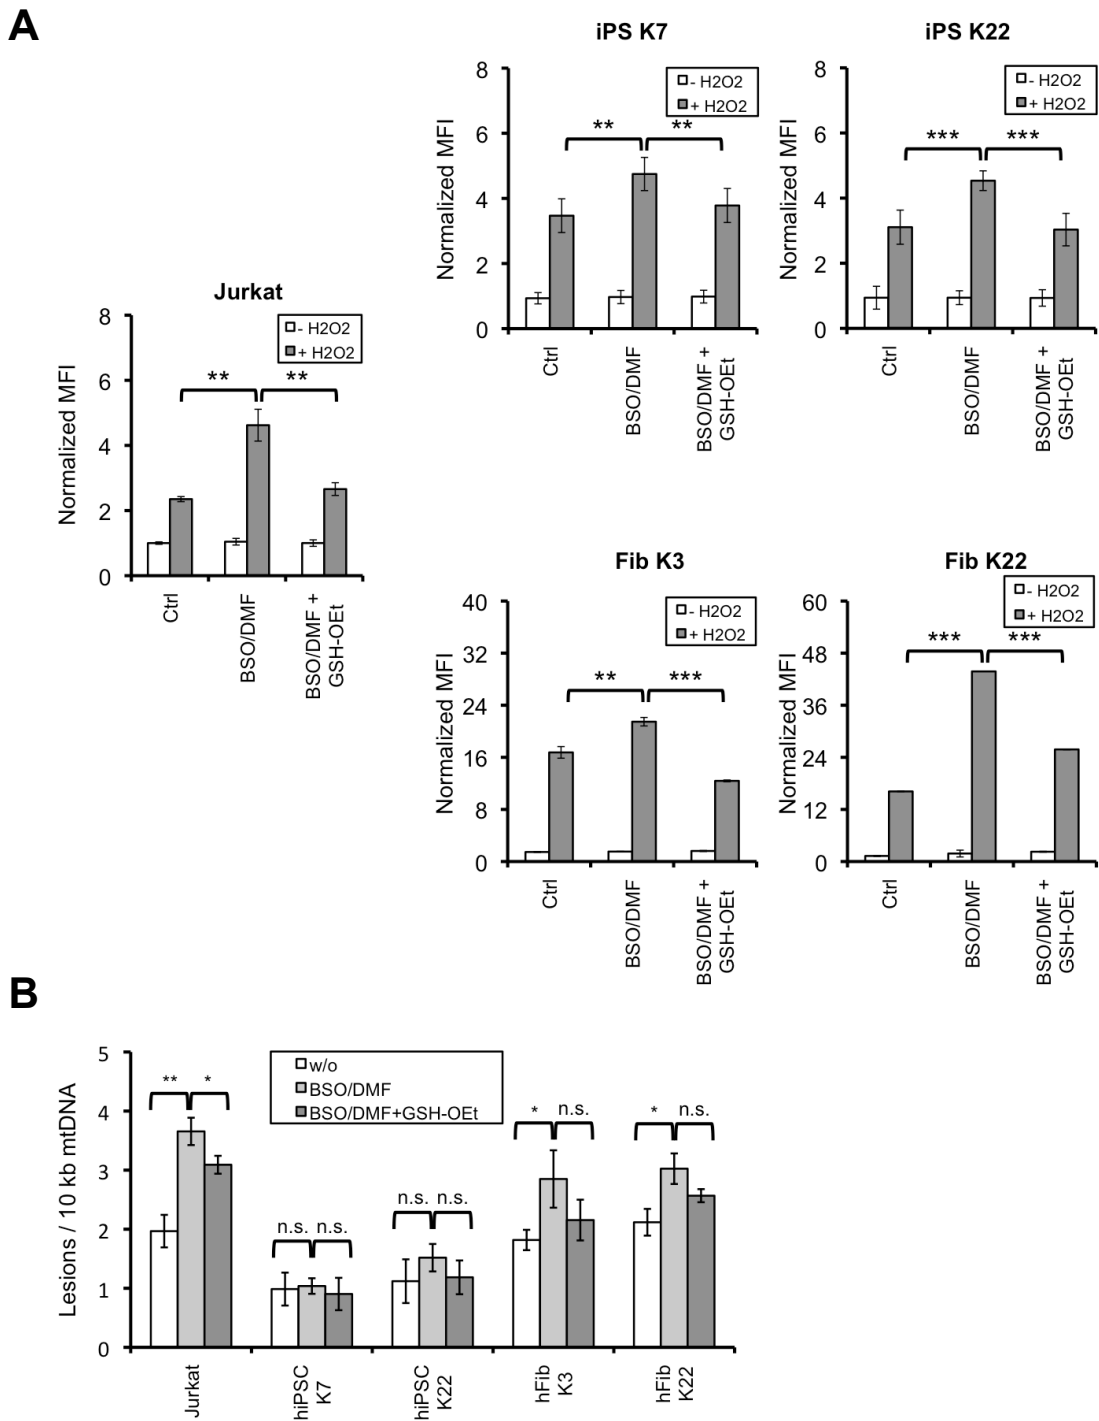 A
iPS K7
8
6
4
2
0
Normalized MFI
- H2O2
+ H2O2
**
**
Ctrl
BSO/DMF
BSO/DMF +
GSH-OEt
iPS K22
8
6
4
2
0
Normalized MFI
- H2O2
+ H2O2
***
***
Ctrl
BSO/DMF
BSO/DMF +
GSH-OEt
Jurkat
8
6
4
2
0
Normalized MFI
- H2O2
+ H2O2
**
**
Ctrl
BSO/DMF
BSO/DMF +
GSH-OEt
Fib K3
40
32
24
16
8
0
Normalized MFI
- H2O2
+ H2O2
**
***
Ctrl
BSO/DMF
BSO/DMF +
GSH-OEt
Fib K22
60
48
36
24
12
0
Normalized MFI
- H2O2
+ H2O2
***
***
Ctrl
BSO/DMF
BSO/DMF +
GSH-OEt
B
5
4
3
2
1
0
Lesions / 10 kb mtDNA
w/o
BSO/DMF
BSO/DMF+GSH-OEt
**
*
n.s.
n.s.
n.s.
n.s.
*
n.s.
*
n.s.
Jurkat
hiPSC
K7
hiPSC
K22
hFib
K3
hFib
K22